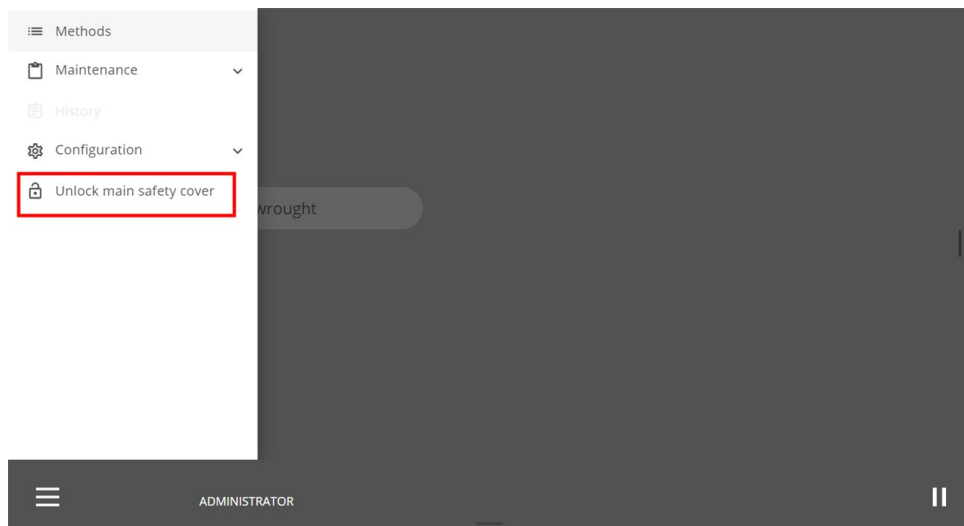 Methods
Maintenance
History
Configuration
Unlock main safety cover
wrought
ADMINISTRATOR